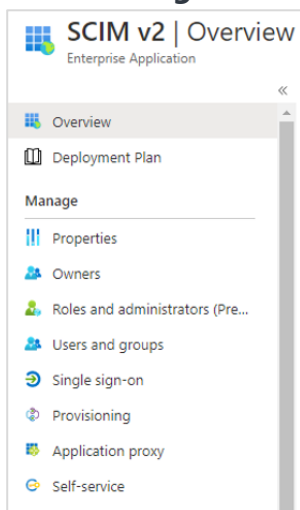 SCIM v2 | Overview
Enterprise Application
«
Overview
Deployment Plan
Manage
Properties
Owners
Roles and administrators (Pre...
Users and groups
Single sign-on
Provisioning
Application proxy
Self-service